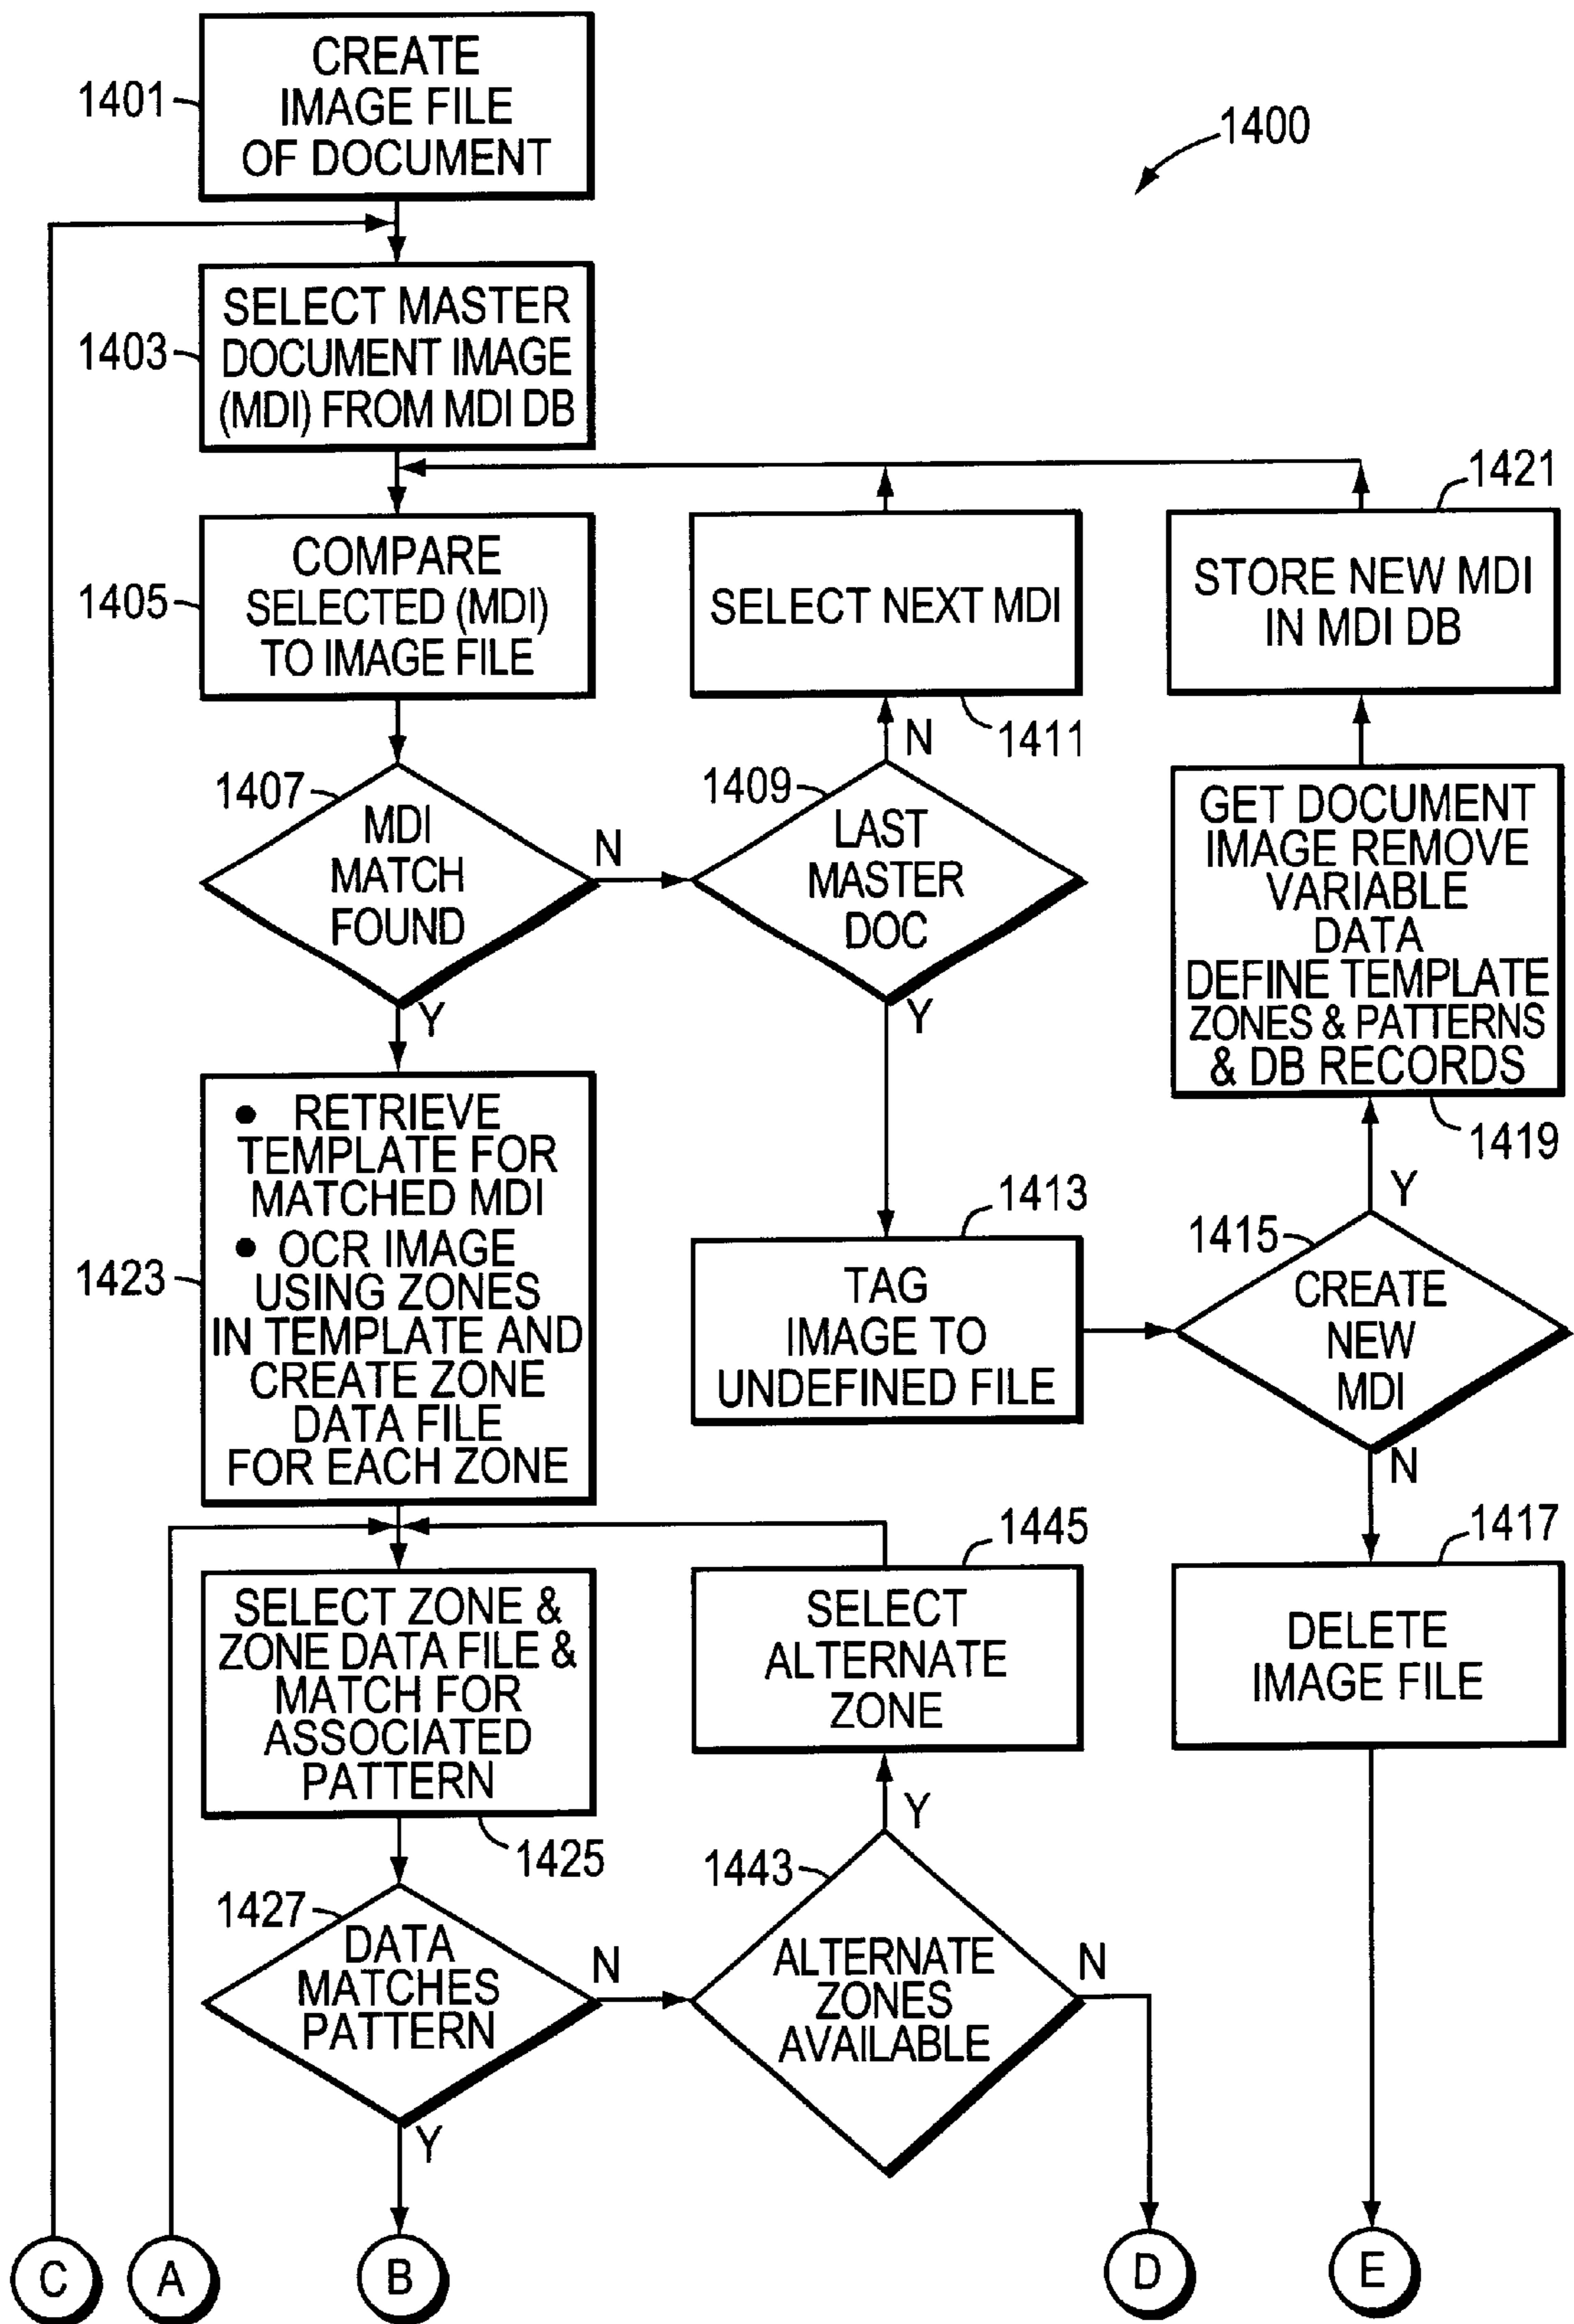 CREATE
IMAGE FILE
OF DOCUMENT
1401
1400
SELECT MASTER
DOCUMENT IMAGE
(MDI) FROM MDI DB
1403
COMPARE
SELECTED (MDI)
TO IMAGE FILE
1405
SELECT NEXT MDI
1411
1421
STORE NEW MDI
IN MDI DB
1407
MDI
MATCH
FOUND
N
Y
1409
LAST
MASTER
DOC
N
Y
GET DOCUMENT
IMAGE REMOVE
VARIABLE
DATA
DEFINE TEMPLATE
ZONES & PATTERNS
& DB RECORDS
1419
• RETRIEVE
TEMPLATE FOR
MATCHED MDI
• OCR IMAGE
USING ZONES
IN TEMPLATE AND
CREATE ZONE
DATA FILE
FOR EACH ZONE
1423
1413
TAG
IMAGE TO
UNDEFINED FILE
1415
CREATE
NEW
MDI
Y
N
1445
SELECT
ALTERNATE
ZONE
1417
DELETE
IMAGE FILE
SELECT ZONE &
ZONE DATA FILE &
MATCH FOR
ASSOCIATED
PATTERN
1425
1427
DATA
MATCHES
PATTERN
N
Y
1443
ALTERNATE
ZONES
AVAILABLE
Y
N
C
A
B
D
E